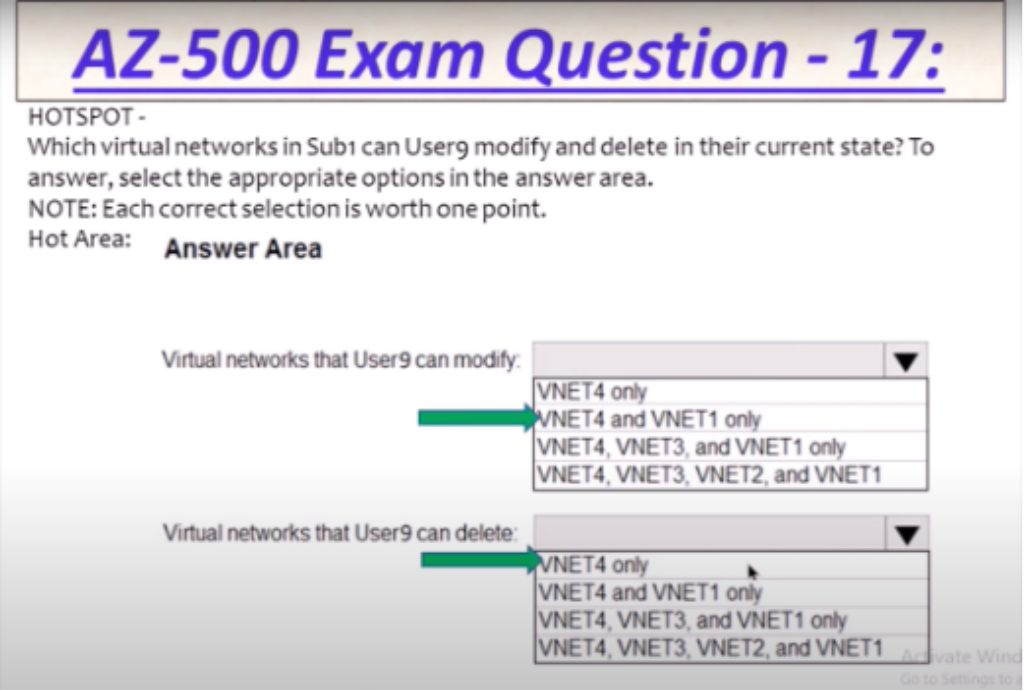 AZ-500 Exam Question - 17:
HOTSPOT -
Which virtual networks in Sub1 can User9 modify and delete in their current state? To
answer, select the appropriate options in the answer area.
NOTE: Each correct selection is worth one point.
Hot Area:
Answer Area
Virtual networks that User9 can modify:
VNET4 only
VNET4 and VNET1 only
VNET4, VNET3, and VNET1 only
VNET4, VNET3, VNET2, and VNET1
Virtual networks that User9 can delete:
VNET4 only
VNET4 and VNET1 only
VNET4, VNET3, and VNET1 only
VNET4, VNET3, VNET2, and VNET1
Activate Wind
Go to Settings to a